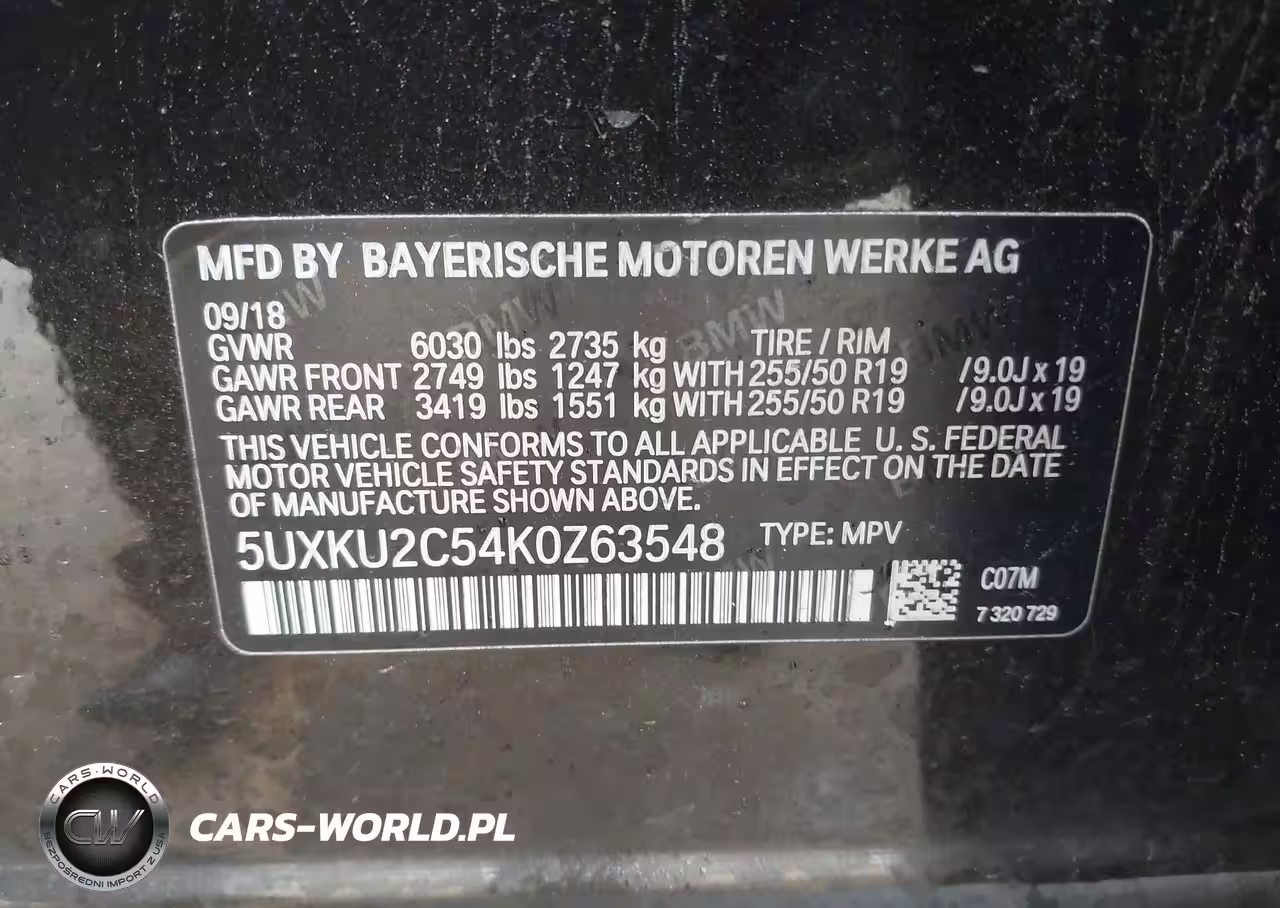 MFD BY BAYERISCHE MOTOREN WERKE AG
09/18
GVWR 6030 lbs 2735 kg TIRE / RIM
GAWR FRONT 2749 lbs 1247 kg WITH 255/50 R19 /9.0J x 19
GAWR REAR 3419 lbs 1551 kg WITH 255/50 R19 /9.0J x 19
THIS VEHICLE CONFORMS TO ALL APPLICABLE U. S. FEDERAL
MOTOR VEHICLE SAFETY STANDARDS IN EFFECT ON THE DATE
OF MANUFACTURE SHOWN ABOVE.
5UXKU2C54K0Z63548 TYPE: MPV
C07M
7 320 729
CARS-WORLD
CW
BEZPOŚREDNI IMPORT Z USA
CARS-WORLD.PL